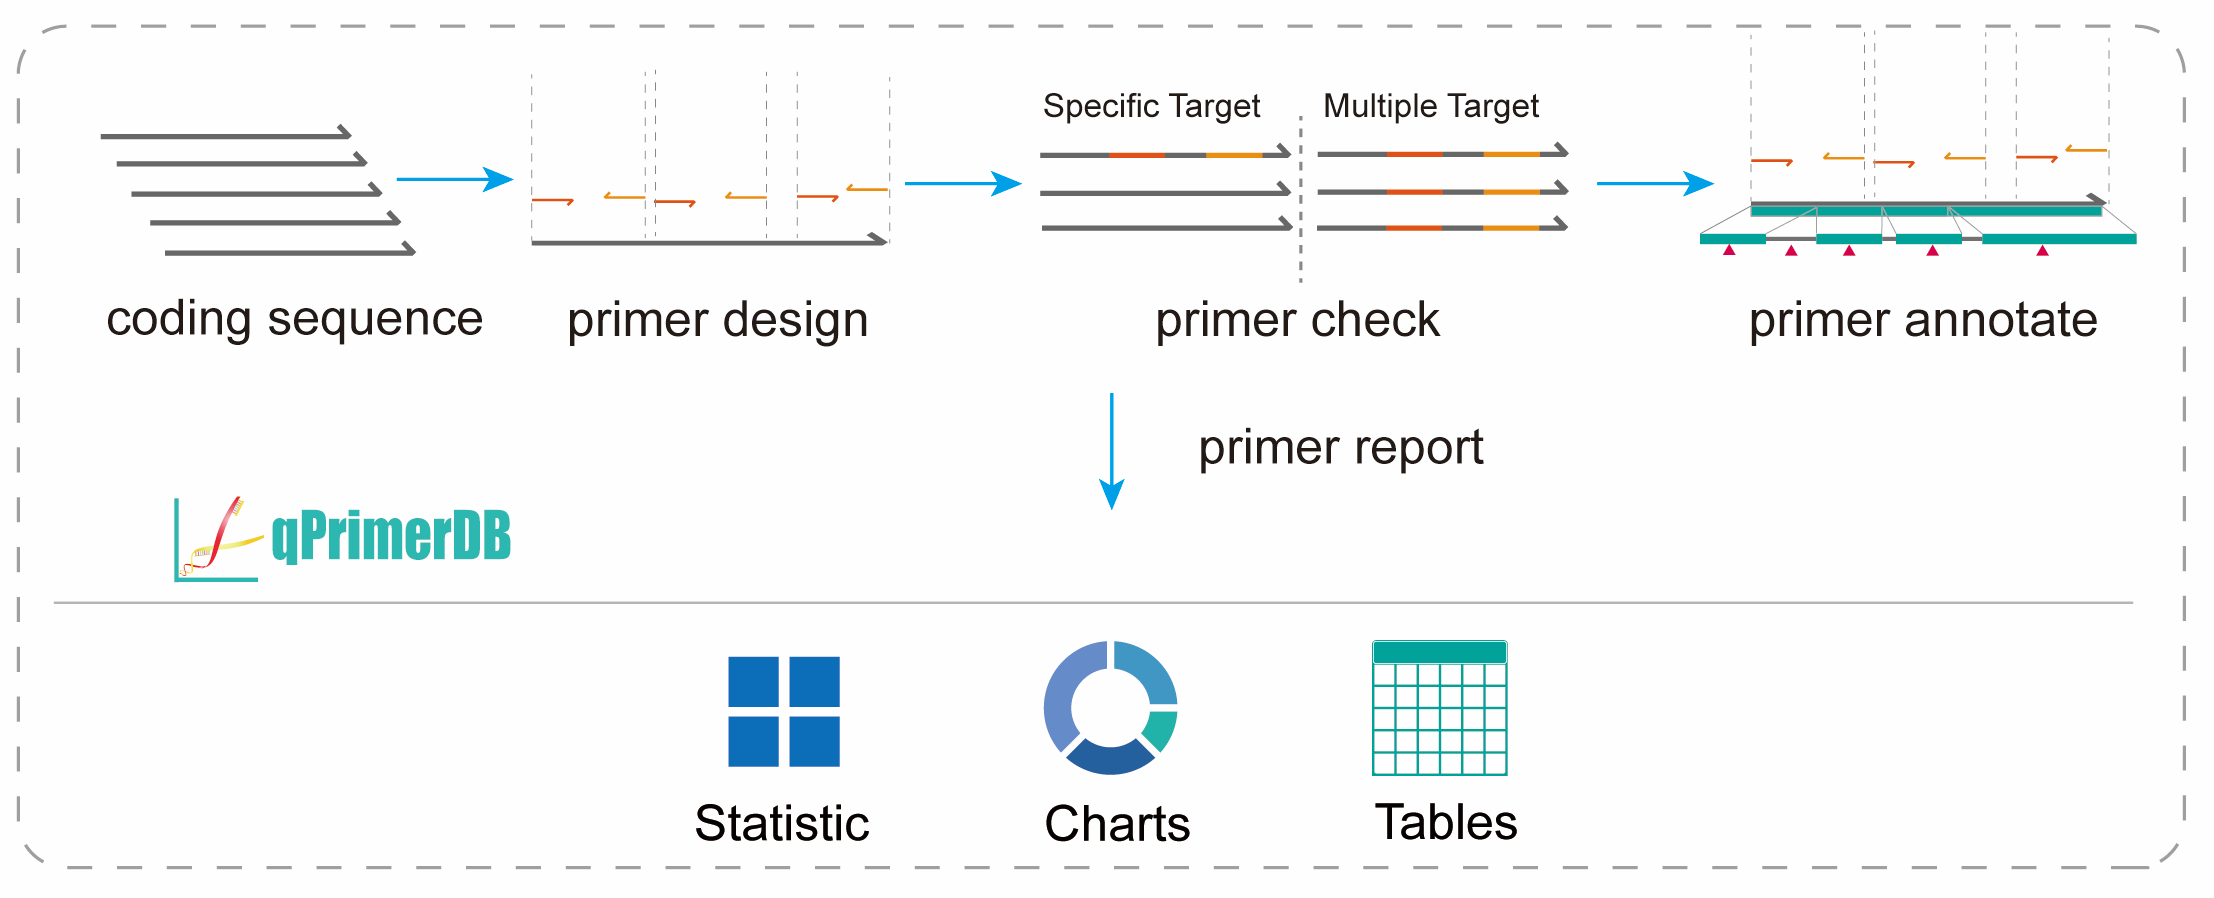 Specific Target
Multiple Target
coding sequence
primer design
primer check
primer annotate
primer report
qPrimerDB
Statistic
Charts
Tables